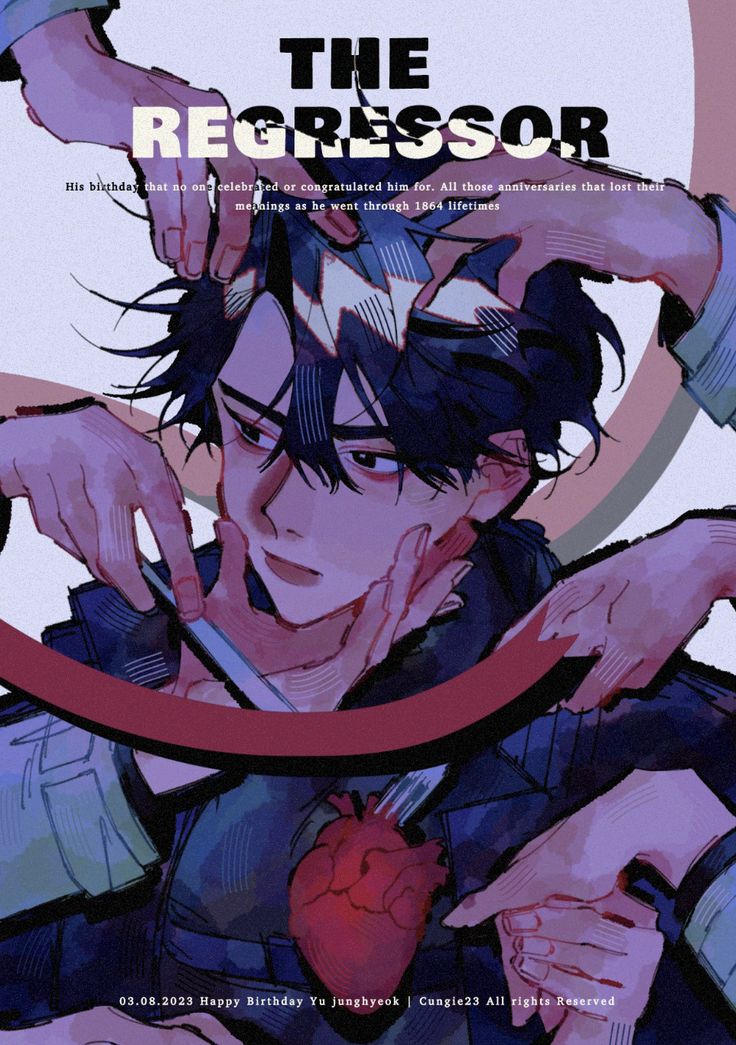 THE
REGRESSOR
His birthday that no one celebrated or congratulated him for. All those anniversaries that lost their
meanings as he went through 1864 lifetimes
03.08.2023 Happy Birthday Yu junghyeok | Cungie23 All rights Reserved